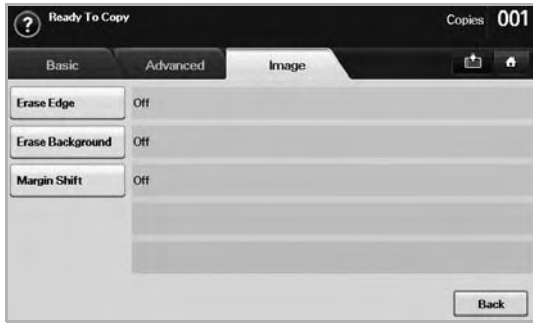 ? Ready To Copy
Copies 001
Basic Advanced Image
Erase Edge Off
Erase Background Off
Margin Shift Off
Back